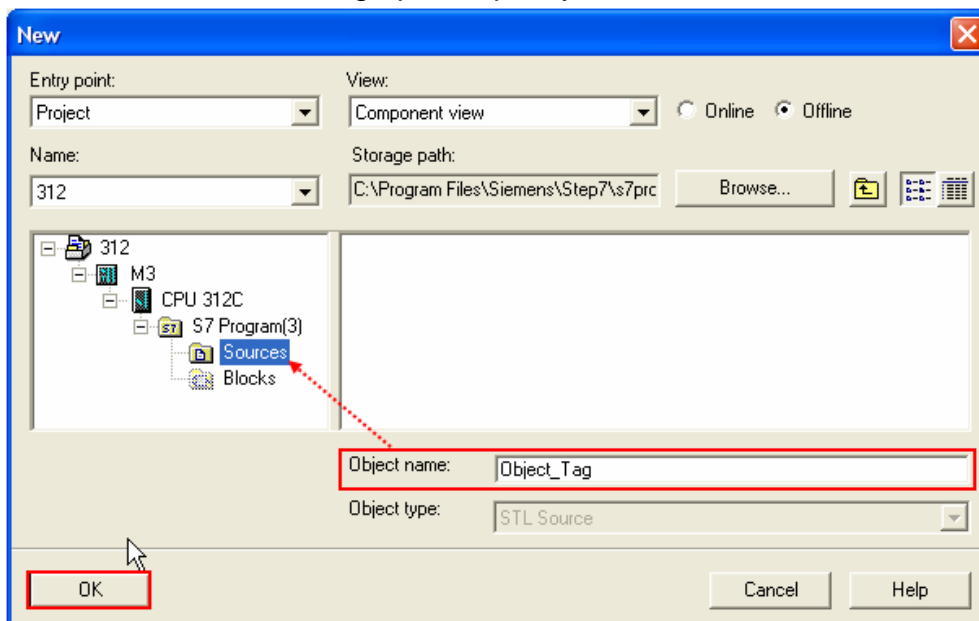 New
Entry point:
View:
Project
Component view
Online
Offline
Name:
Storage path:
312
C:\Program Files\Siemens\Step7\s7prc
Browse...
312
M3
CPU 312C
S7 Program(3)
Sources
Blocks
Object name:
Object_Tag
Object type:
STL Source
OK
Cancel
Help